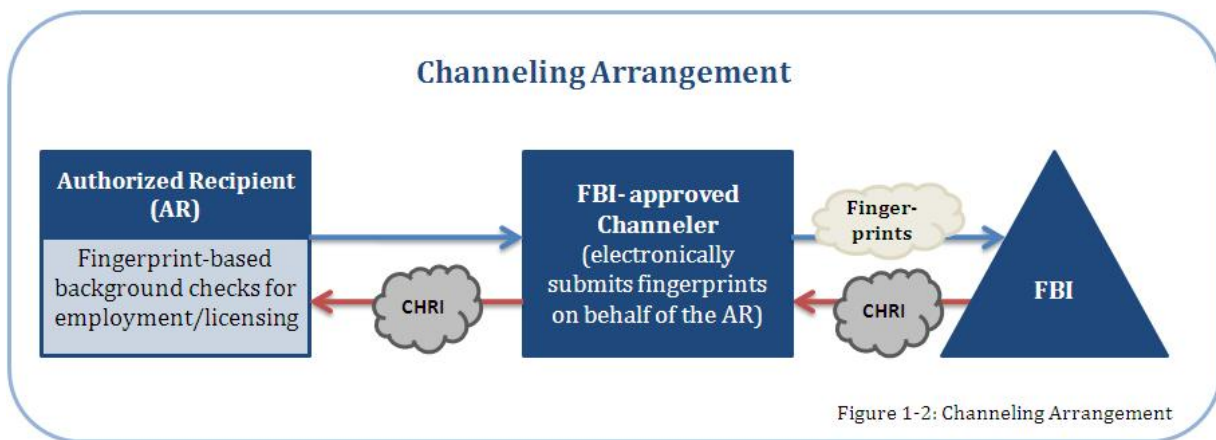 Channeling Arrangement
Authorized Recipient
(AR)
Fingerprint-based
background checks for
employment/licensing
CHRI
FBI- approved
Channeler
(electronically
submits fingerprints
on behalf of the AR)
Finger-
prints
CHRI
FBI
Figure 1-2: Channeling Arrangement